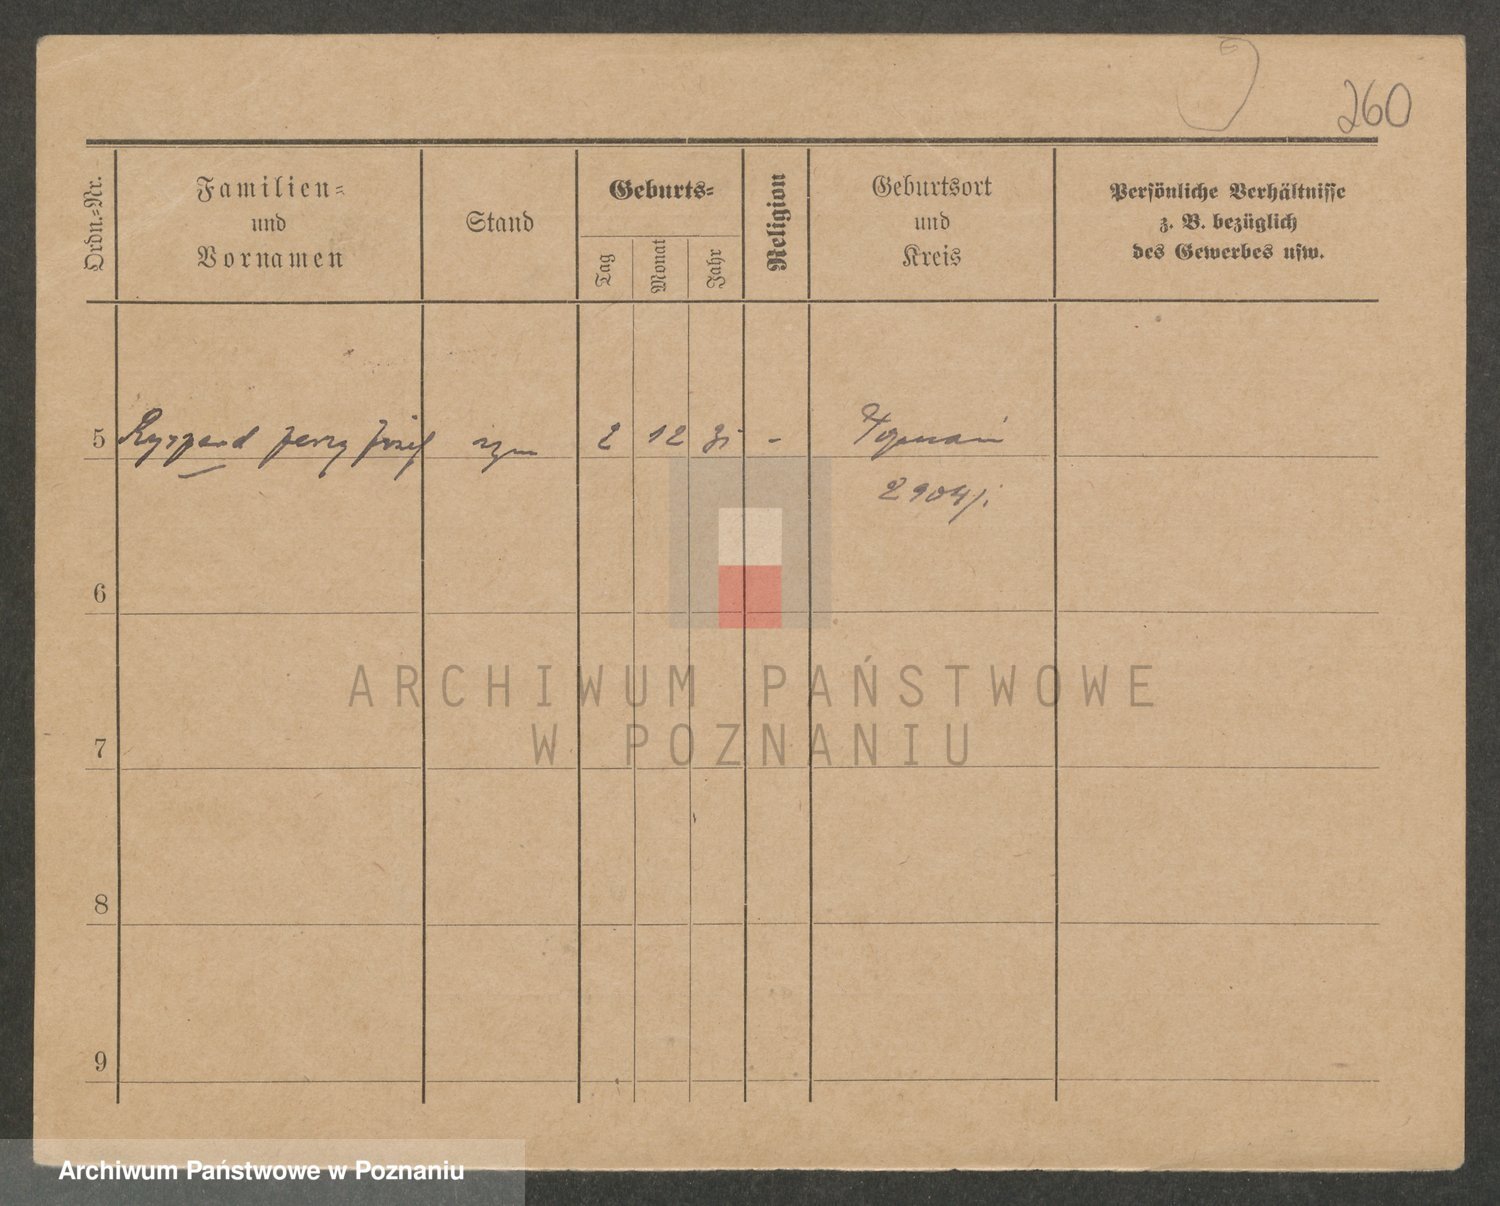 260
Ordn.=Nr.
Familien=
und
Vornamen
Stand
Geburts=
Tag
Monat
Jahr
Religion
Geburtsort
und
Kreis
Persönliche Verhältnisse
z. B. bezüglich
des Gewerbes usw.
5 Ryszard Jerzy Józef syn 2 12 31 - Poznań
2904/
6
7
8
9
ARCHIWUM PAŃSTWOWE
W POZNANIU
Archiwum Państwowe w Poznaniu